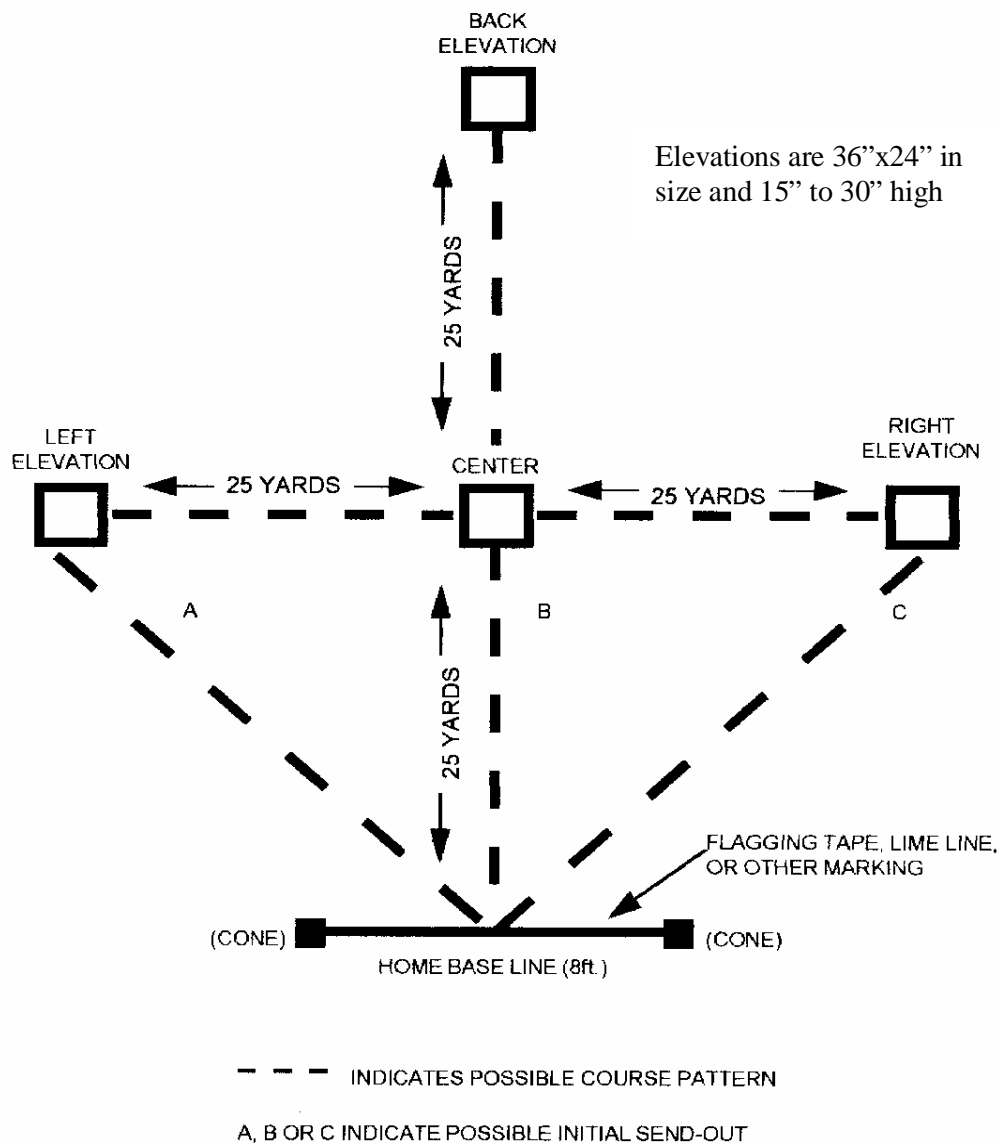 BACK
ELEVATION
Elevations are 36”x24” in
size and 15” to 30” high
25 YARDS
LEFT
ELEVATION
25 YARDS
CENTER
25 YARDS
RIGHT
ELEVATION
A
B
C
25 YARDS
FLAGGING TAPE, LIME LINE,
OR OTHER MARKING
(CONE)
(CONE)
HOME BASE LINE (8ft.)
INDICATES POSSIBLE COURSE PATTERN
A, B OR C INDICATE POSSIBLE INITIAL SEND-OUT